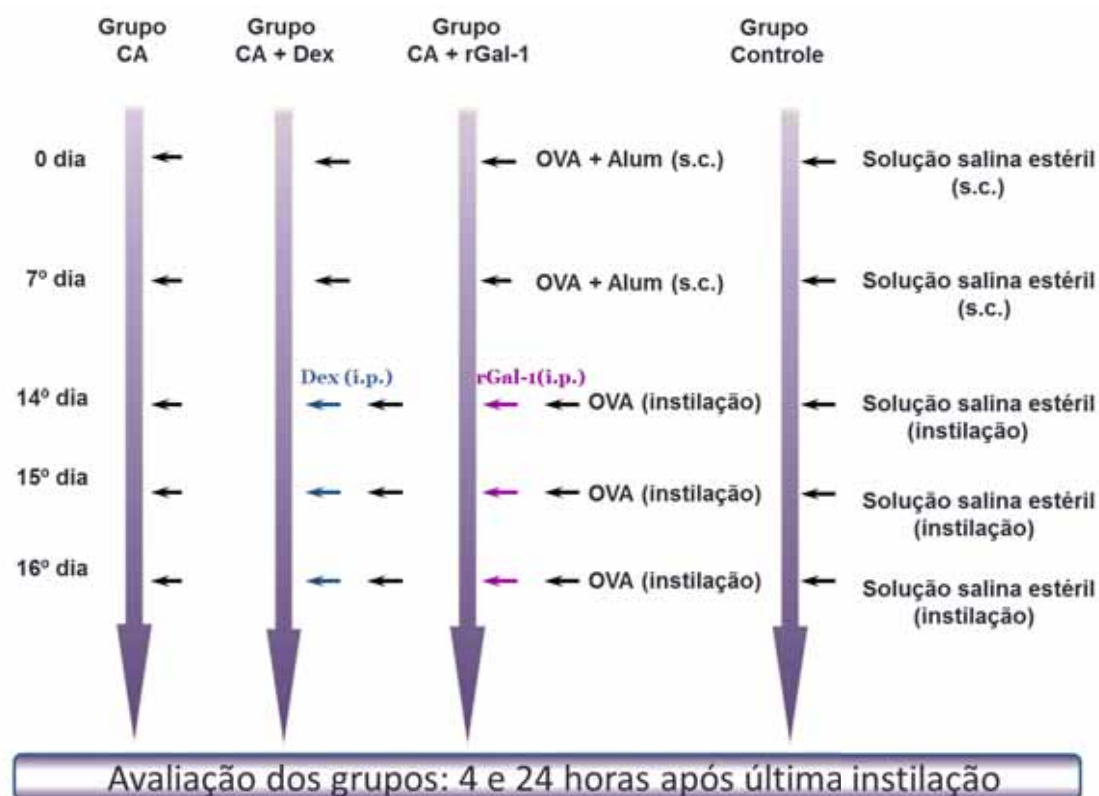 Grupo
CA
Grupo
CA + Dex
Grupo
CA + rGal-1
Grupo
Controle
0 dia
OVA + Alum (s.c.)
Solução salina estéril
(s.c.)
7º dia
OVA + Alum (s.c.)
Solução salina estéril
(s.c.)
Dex (i.p.)
rGal-1(i.p.)
14º dia
OVA (instilação)
Solução salina estéril
(instilação)
15º dia
OVA (instilação)
Solução salina estéril
(instilação)
16º dia
OVA (instilação)
Solução salina estéril
(instilação)
Avaliação dos grupos: 4 e 24 horas após última instilação